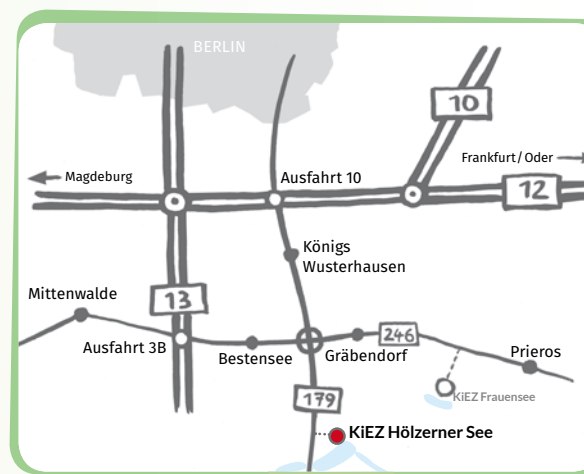 BERLIN
10
Frankfurt / Oder
Magdeburg
Ausfahrt 10
12
Königs
Wusterhausen
Mittenwalde
13
Ausfahrt 3B
Bestensee
Gräbendorf
246
Prieros
KiEZ Frauensee
179
KiEZ Hölzerner See